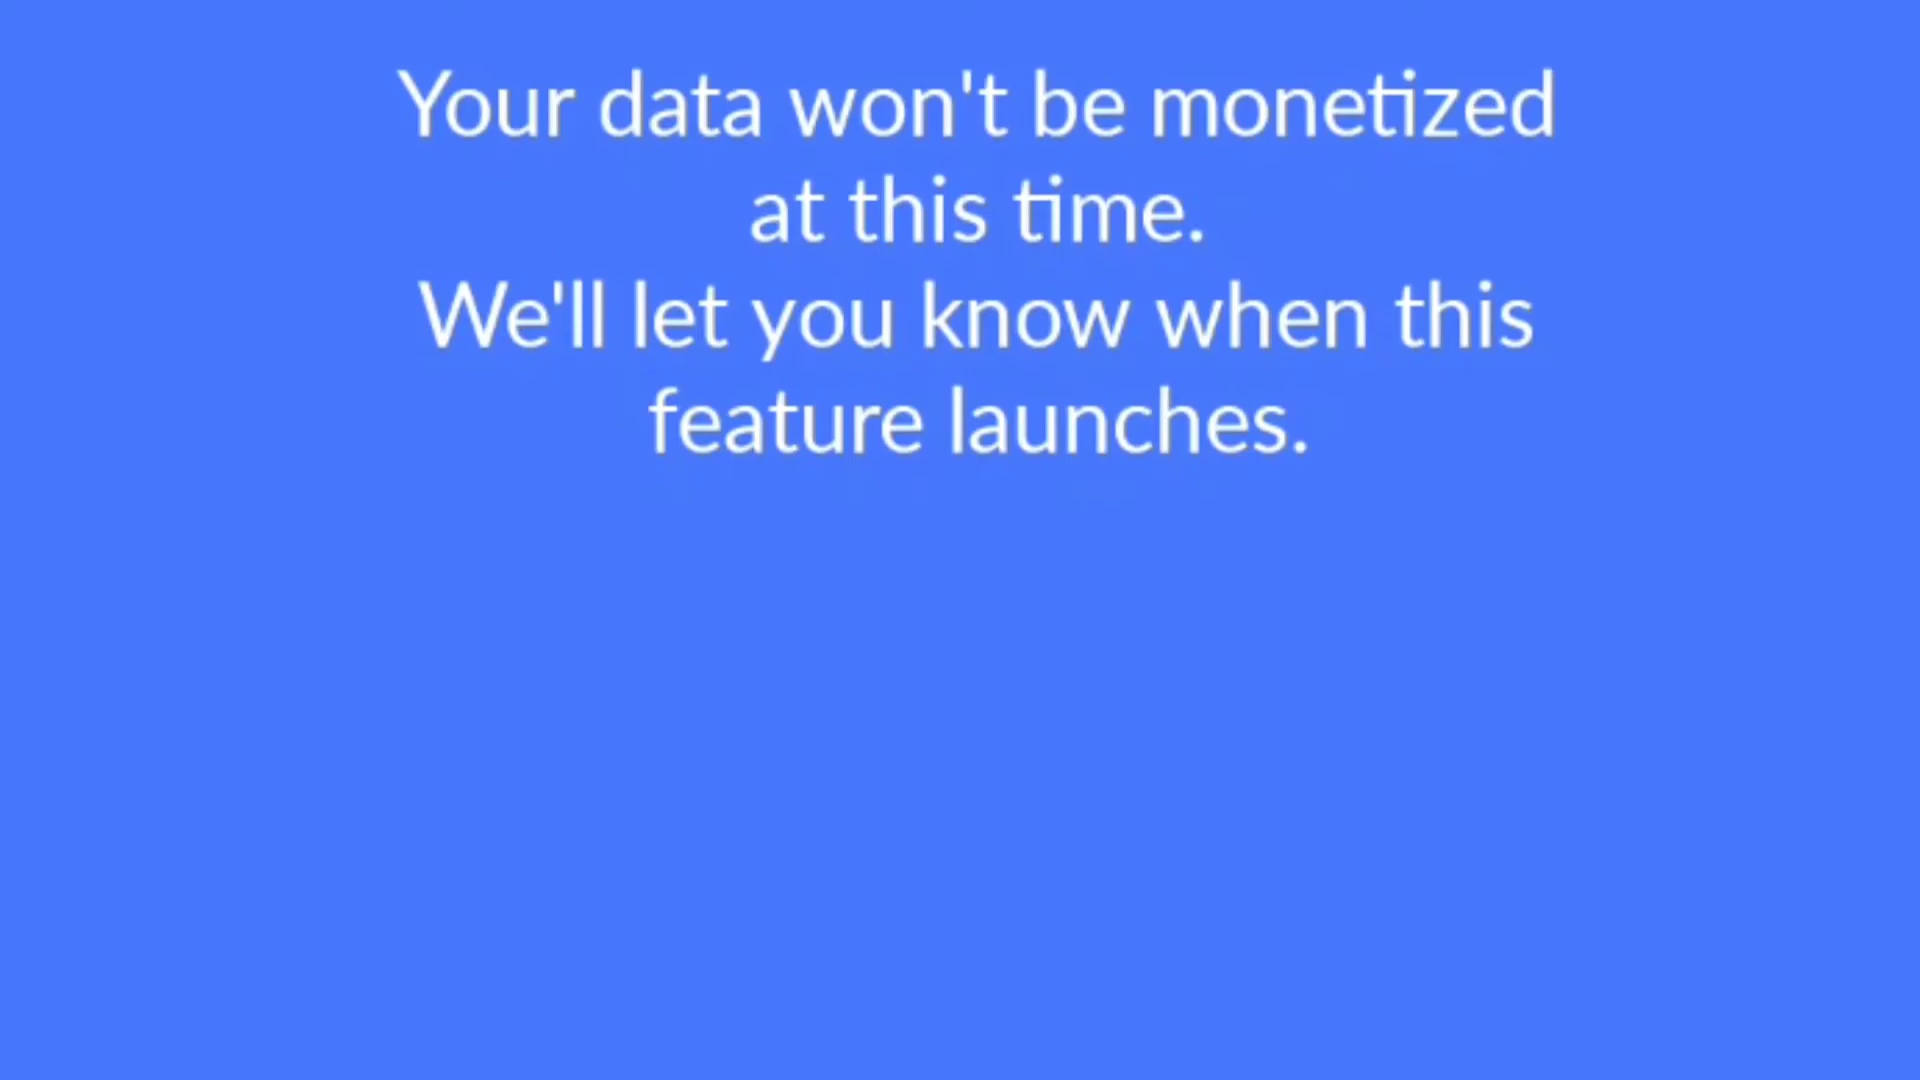 Your data won't be monetized
at this time.
We'll let you know when this
feature launches.